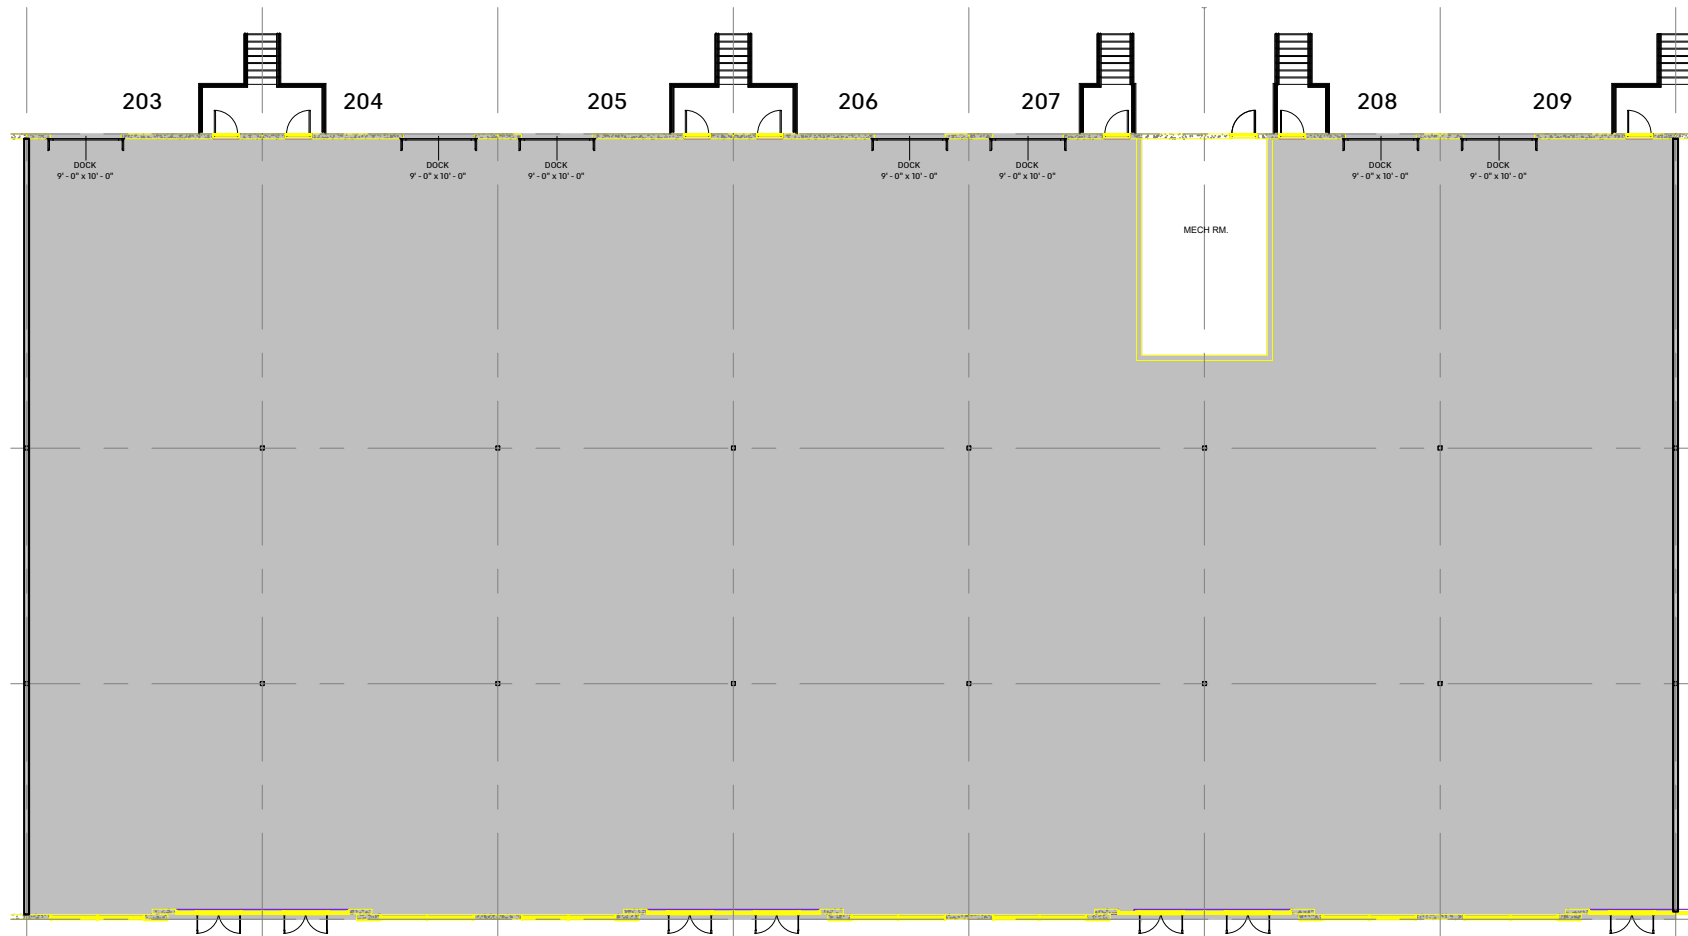 203
204
205
206
207
208
209
DOCK
9' - 0" x 10' - 0"
DOCK
9' - 0" x 10' - 0"
DOCK
9' - 0" x 10' - 0"
DOCK
9' - 0" x 10' - 0"
DOCK
9' - 0" x 10' - 0"
DOCK
9' - 0" x 10' - 0"
DOCK
9' - 0" x 10' - 0"
MECH RM.